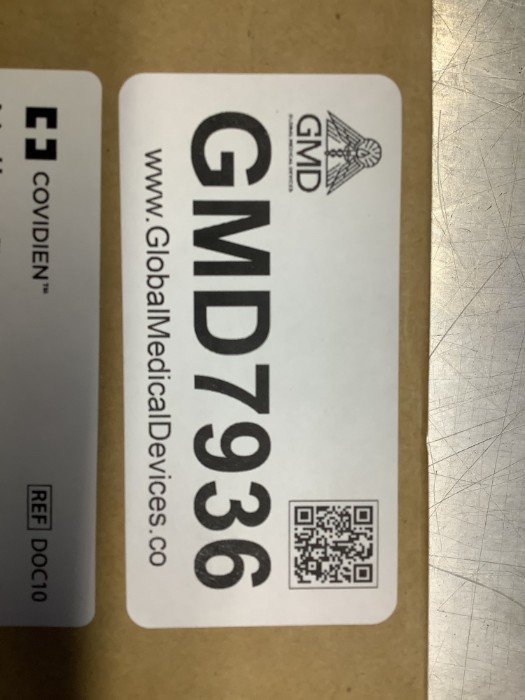 GMD
GLOBAL MEDICAL DEVICES
GMD7936
www.GlobalMedicalDevices.co
COVIDIEN™
REF DOC10